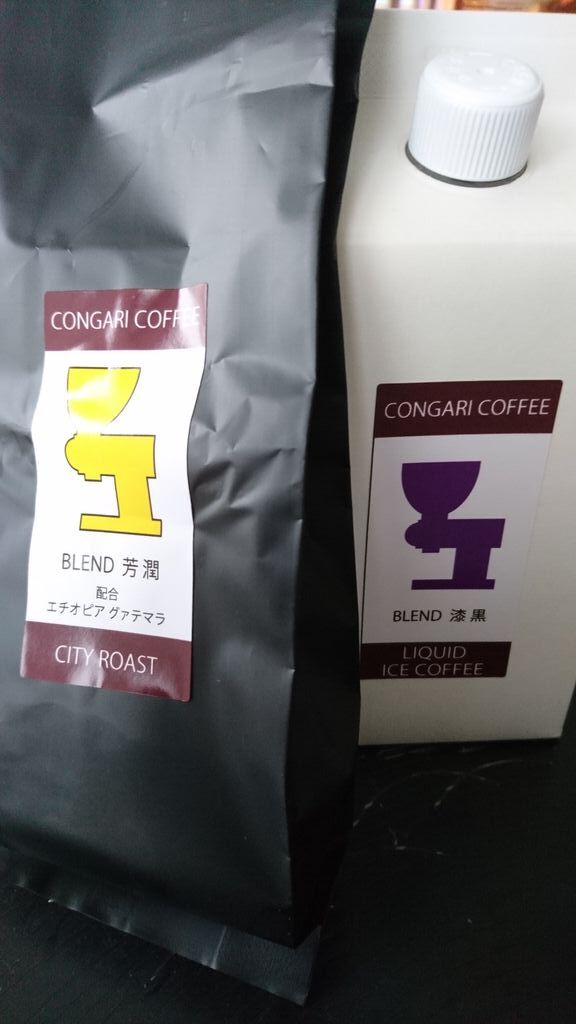 CONGARI COFFEE
BLEND 芳潤
配合
エチオピア グァテマラ
CITY ROAST
CONGARI COFFEE
BLEND 漆黒
LIQUID
ICE COFFEE